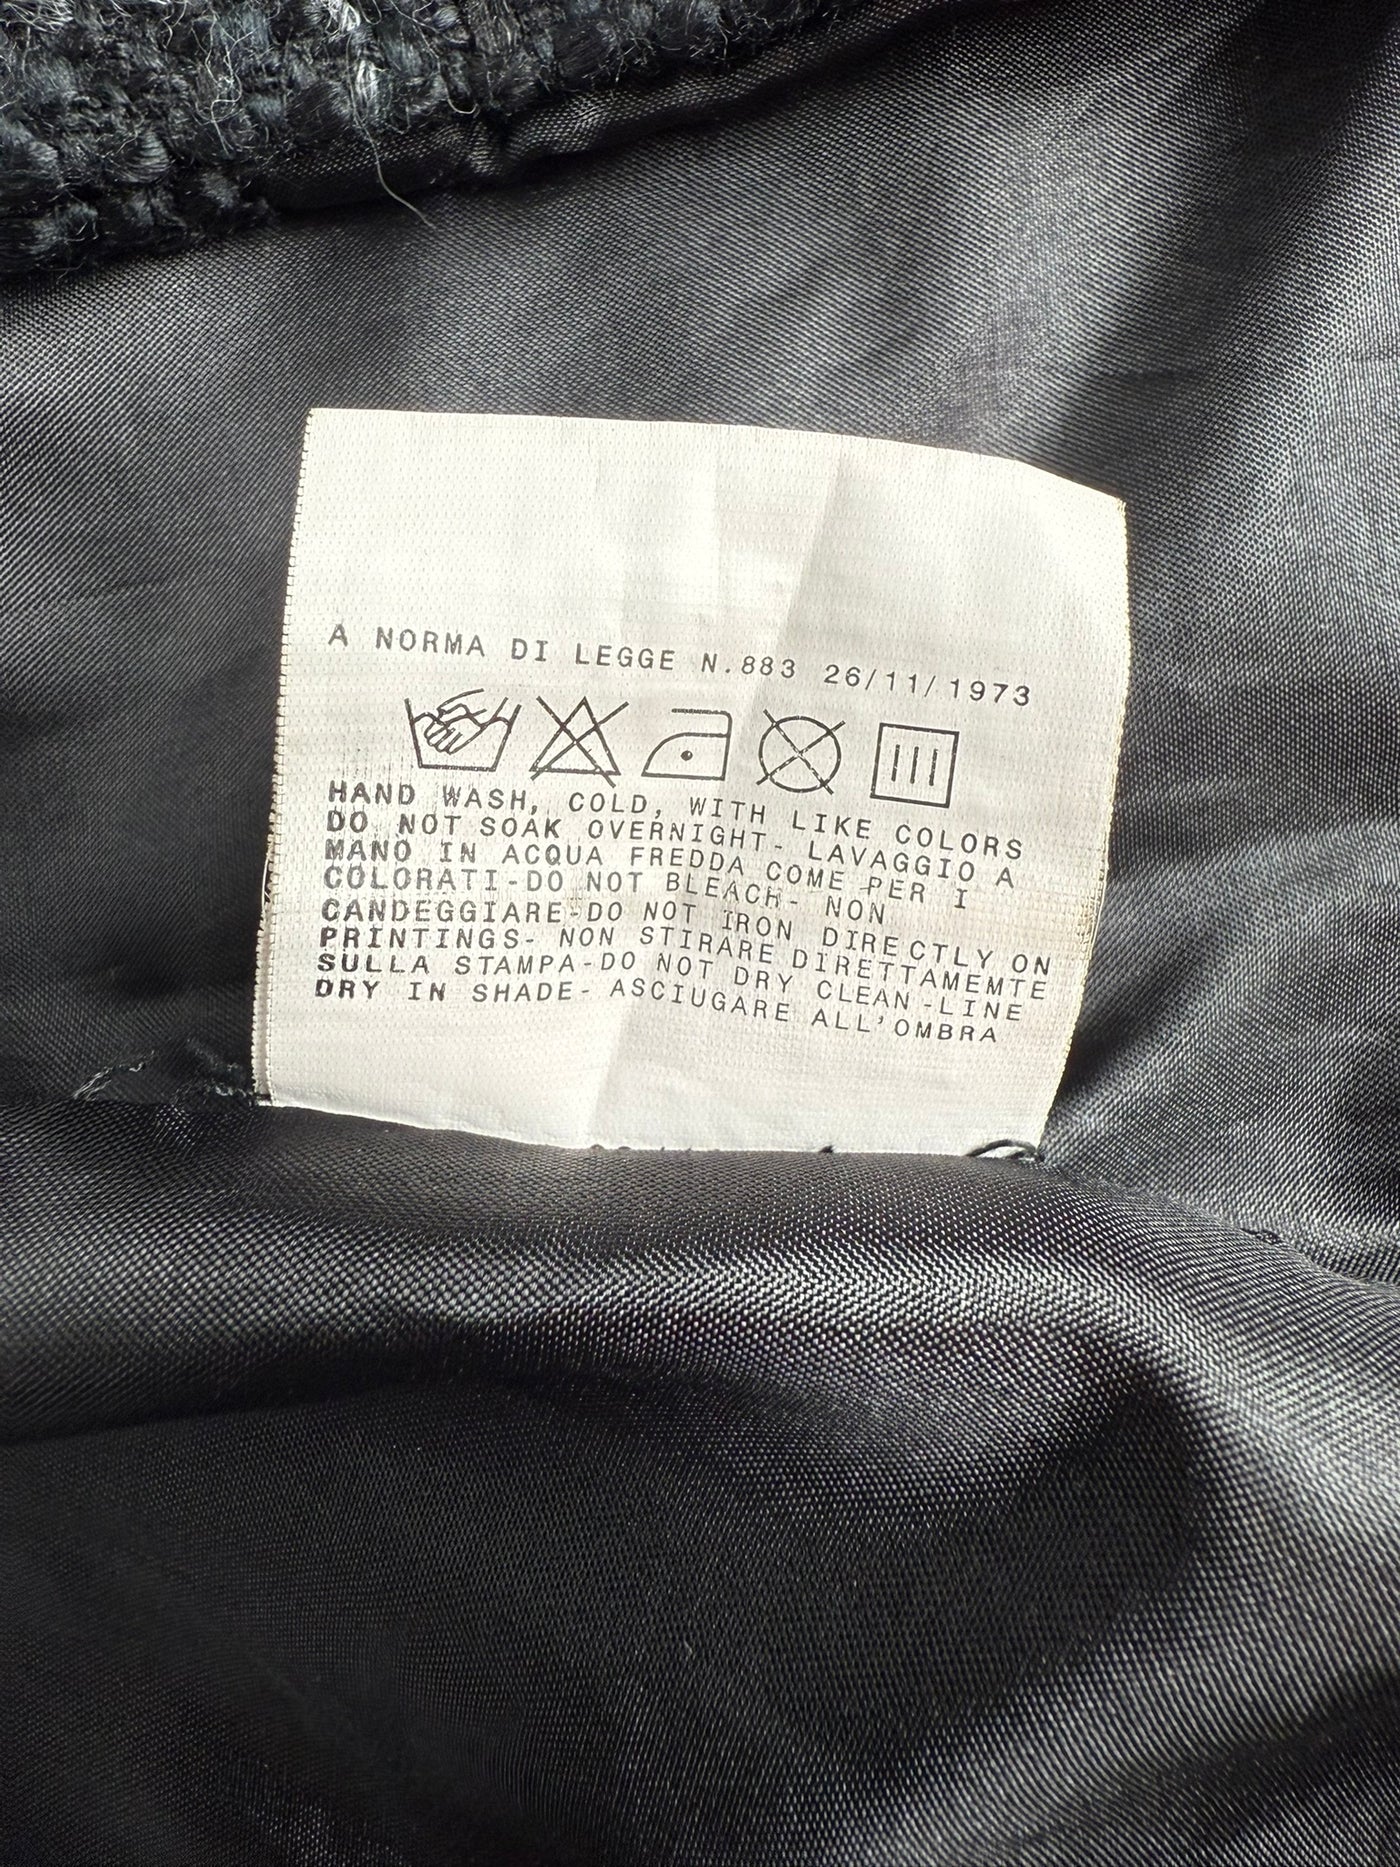 A NORMA DI LEGGE N.883 26/11/1973
HAND WASH, COLD, WITH LIKE COLORS
DO NOT SOAK OVERNIGHT- LAVAGGIO A
MANO IN ACQUA FREDDA COME PER I
COLORATI-DO NOT BLEACH- NON
CANDEGGIARE-DO NOT IRON DIRECTLY ON
PRINTINGS- NON STIRARE DIRETTAMEMTE
SULLA STAMPA-DO NOT DRY CLEAN-LINE
DRY IN SHADE- ASCIUGARE ALL'OMBRA